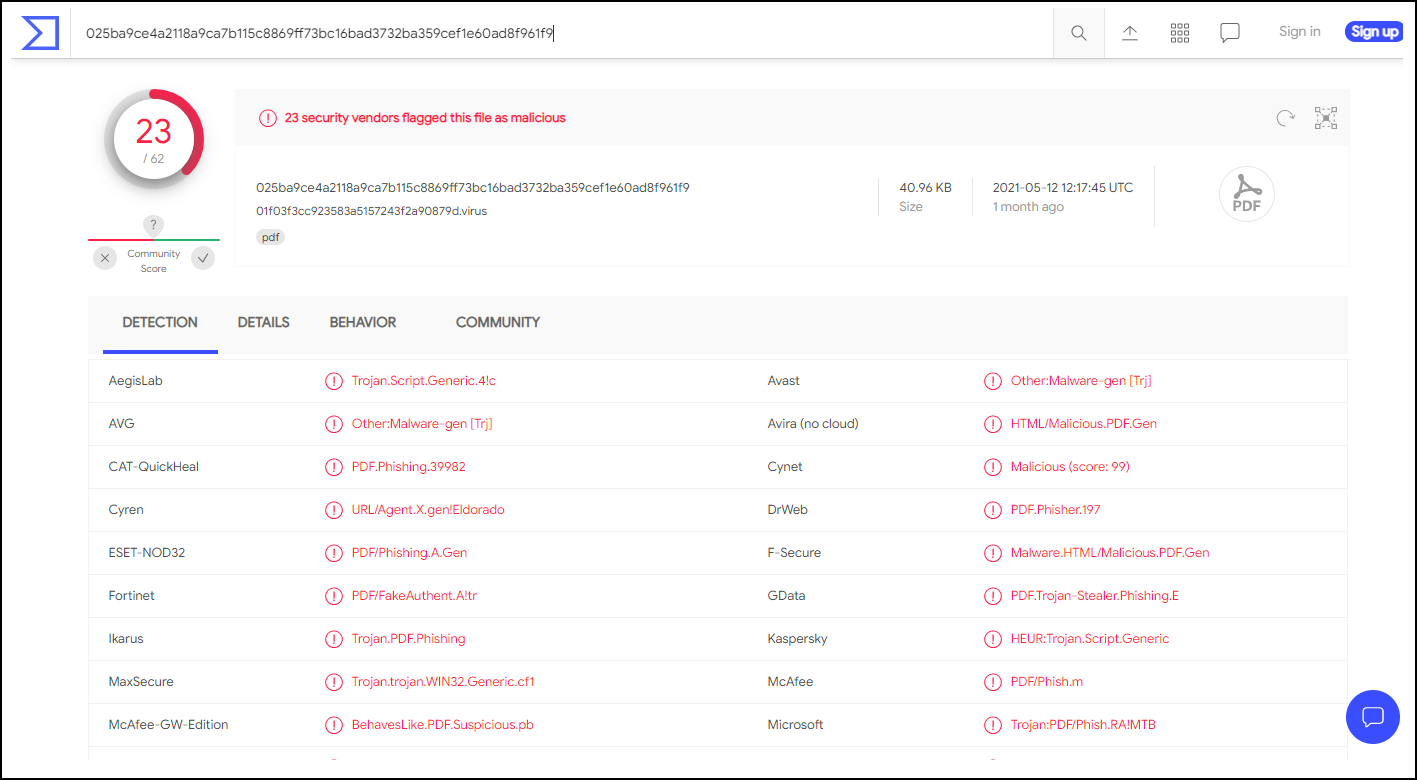 025ba9ce4a2118a9ca7b115c8869ff73bc16bad3732ba359cef1e60ad8f961f9
Sign in
Sign up
23
/ 62
23 security vendors flagged this file as malicious
025ba9ce4a2118a9ca7b115c8869ff73bc16bad3732ba359cef1e60ad8f961f9
01f03f3cc923583a5157243f2a90879d.virus
pdf
40.96 KB
Size
2021-05-12 12:17:45 UTC
1 month ago
PDF
?
Community
Score
DETECTION DETAILS BEHAVIOR COMMUNITY
AegisLab Trojan.Script.Generic.4!c Avast Other:Malware-gen [Trj]
AVG Other:Malware-gen [Trj] Avira (no cloud) HTML/Malicious.PDF.Gen
CAT-QuickHeal PDF.Phishing.39982 Cynet Malicious (score: 99)
Cyren URL/Agent.X.gen!Eldorado DrWeb PDF.Phisher.197
ESET-NOD32 PDF/Phishing.A.Gen F-Secure Malware.HTML/Malicious.PDF.Gen
Fortinet PDF/FakeAuthent.A!tr GData PDF.Trojan-Stealer.Phishing.E
Ikarus Trojan.PDF.Phishing Kaspersky HEUR:Trojan.Script.Generic
MaxSecure Trojan.trojan.WIN32.Generic.cf1 McAfee PDF/Phish.m
McAfee-GW-Edition BehavesLike.PDF.Suspicious.pb Microsoft Trojan:PDF/Phish.RA!MTB